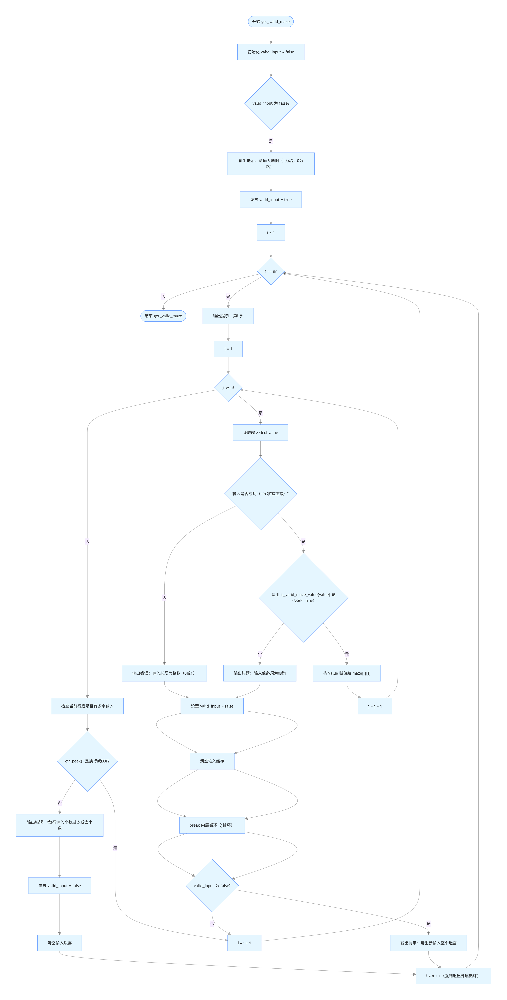 开始 get_valid_maze
初始化 valid_input = false
valid_input 为 false?
是
输出提示：请输入地图（1为墙，0为
路）：
设置 valid_input = true
i = 1
i <= n?
否
是
结束 get_valid_maze
输出提示：第i行:
j = 1
j <= n?
是
读取输入值到 value
输入是否成功（cin 状态正常）?
否
是
调用 is_valid_maze_value(value) 是
否返回 true?
否
否
是
输出错误：输入必须为整数（0或1）
输出错误：输入值必须为0或1
将 value 赋值给 maze[i][j]
检查当前行后是否有多余输入
设置 valid_input = false
j = j + 1
cin.peek() 是换行或EOF?
清空输入缓存
否
输出错误：第i行输入个数过多或含小
数
break 内层循环（j循环）
是
设置 valid_input = false
valid_input 为 false?
否
是
清空输入缓存
i = i + 1
输出提示：请重新输入整个迷宫
i = n + 1（强制退出外层循环）